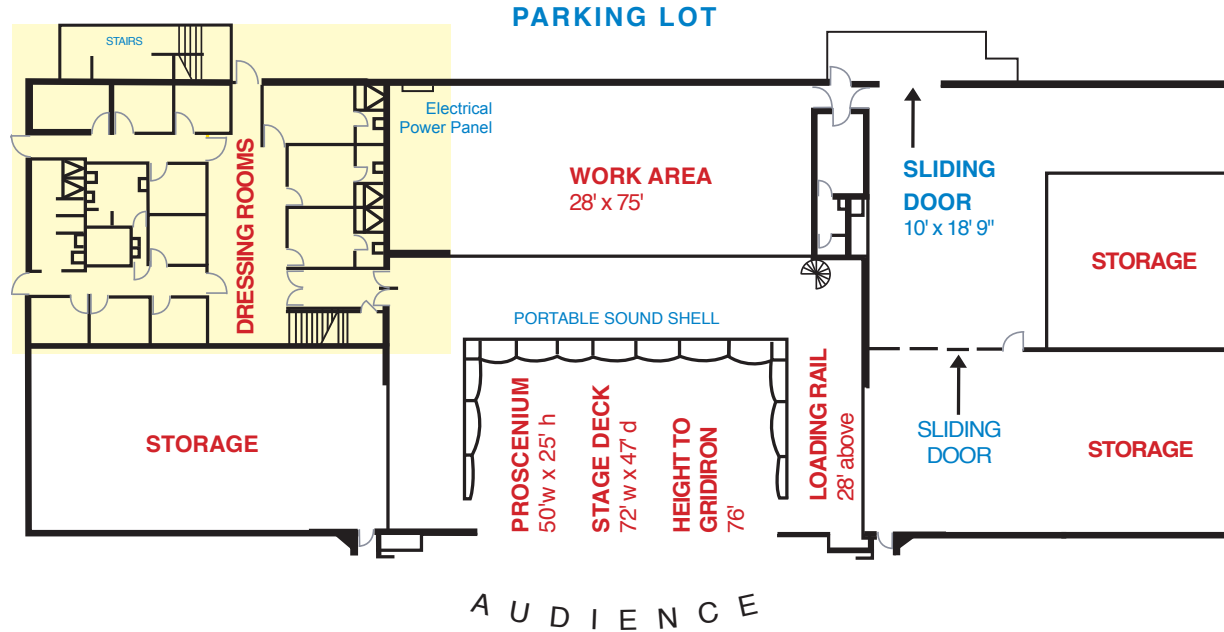 PARKING LOT
STAIRS
Electrical
Power Panel
DRESSING ROOMS
WORK AREA
28' x 75'
SLIDING
DOOR
10' x 18' 9"
STORAGE
PORTABLE SOUND SHELL
STORAGE
PROSCENIUM
50'w x 25' h
STAGE DECK
72' w x 47' d
HEIGHT TO
GRIDIRON
76'
LOADING RAIL
28' above
SLIDING
DOOR
STORAGE
AUDIENCE